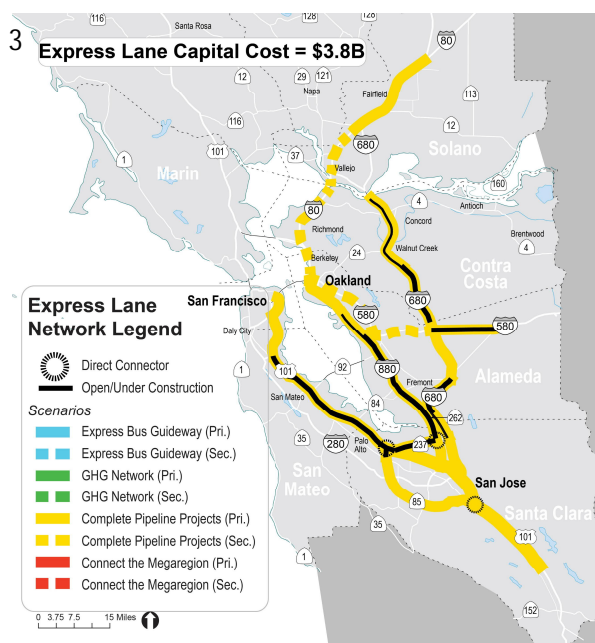 3
Express Lane Capital Cost = $3.8B
116
Santa Rosa
128
128
80
12
29
121
Napa
Fairfield
113
116
12
101
680
1
37
Solano
Marin
Vallejo
160
4
Antioch
80
Concord
Richmond
Brentwood
Walnut Creek
4
24
Berkeley
Contra
Costa
Oakland
San Francisco
680
580
580
Daly City
92
880
Fremont
Alameda
1
101
680
San Mateo
84
262
35
280
Palo
Alto
237
San
Mateo
San Jose
85
Santa Clara
35
101
1
152
Express Lane
Network Legend
Direct Connector
Open/Under Construction
Scenarios
Express Bus Guideway (Pri.)
Express Bus Guideway (Sec.)
GHG Network (Pri.)
GHG Network (Sec.)
Complete Pipeline Projects (Pri.)
Complete Pipeline Projects (Sec.)
Connect the Megaregion (Pri.)
Connect the Megaregion (Sec.)
0 3.75 7.5 15 Miles